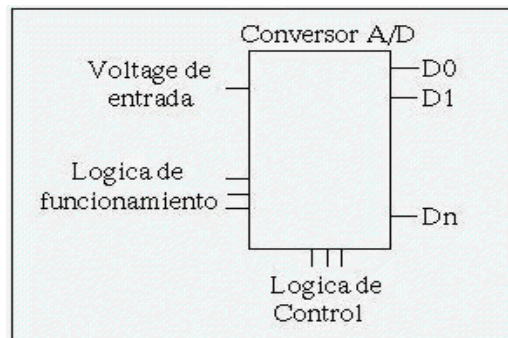 Conversor A/D
Voltage de
entrada
D0
D1
Logica de
funcionamiento
Dn
Logica de
Control